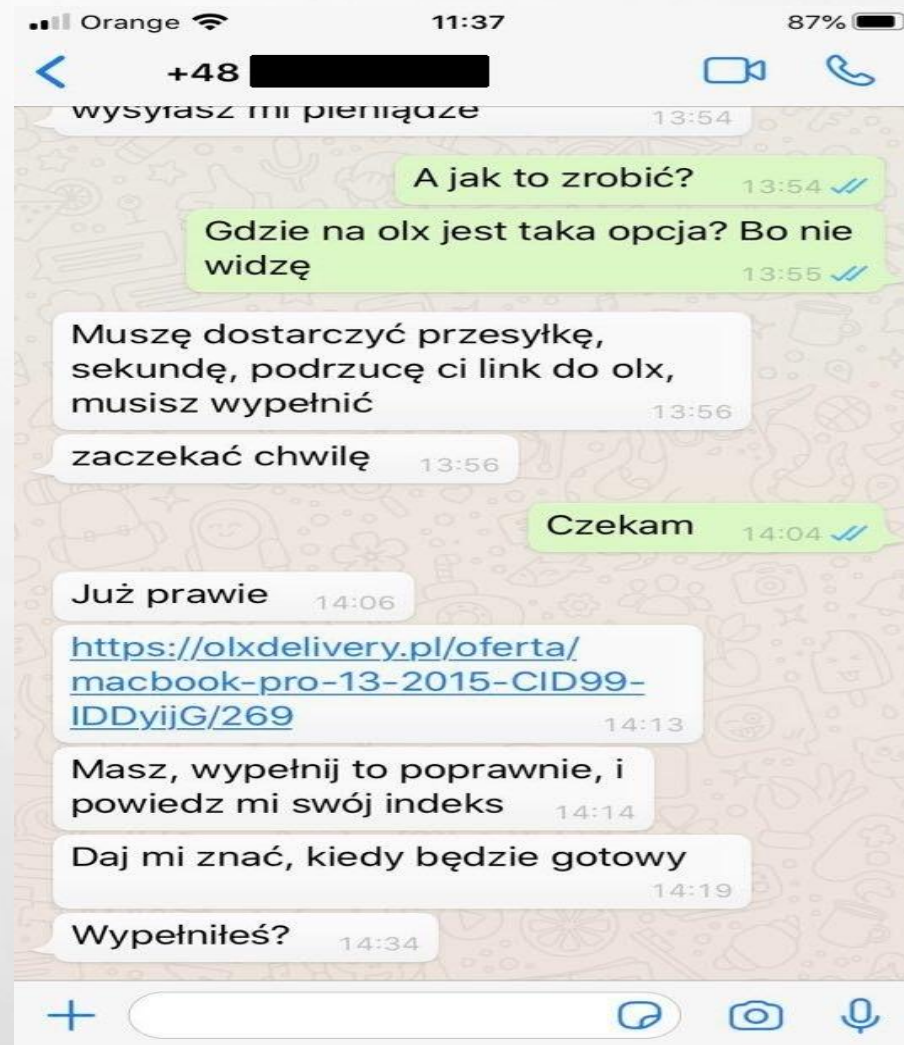 Orange 11:37 87%
+48
wysyłasz mi pieniądze 13:54
A jak to zrobić? 13:54
Gdzie na olx jest taka opcja? Bo nie
widzę 13:55
Muszę dostarczyć przesyłkę,
sekundę, podrzucę ci link do olx,
musisz wypełnić 13:56
zaczekać chwilę 13:56
Czekam 14:04
Już prawie 14:06
https://olxdelivery.pl/oferta/
macbook-pro-13-2015-CID99-
IDDyijG/269 14:13
Masz, wypełnij to poprawnie, i
powiedz mi swój indeks 14:14
Daj mi znać, kiedy będzie gotowy
14:19
Wypełniłeś? 14:34